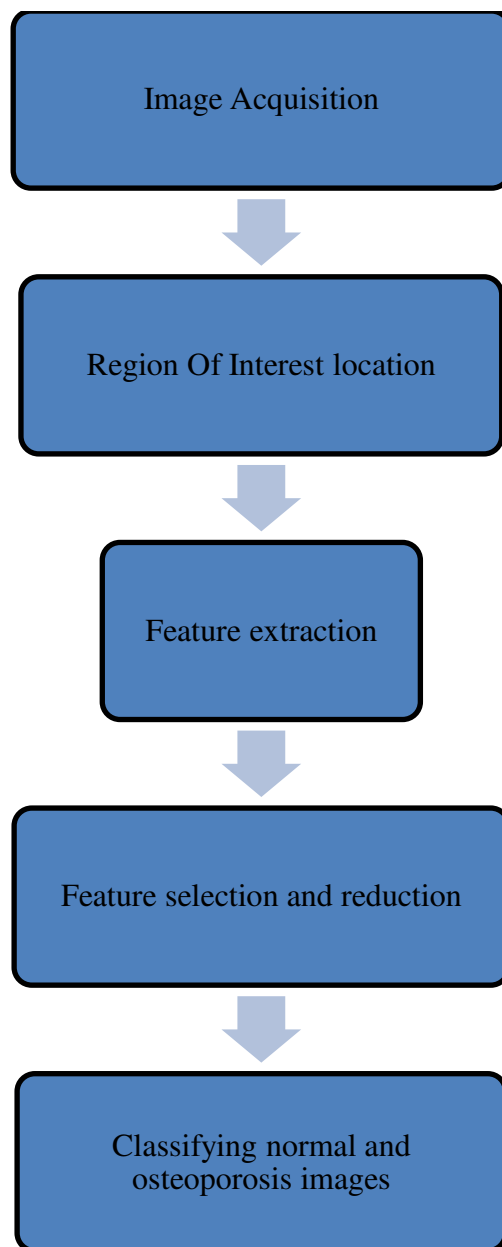 Image Acquisition
Region Of Interest location
Feature extraction
Feature selection and reduction
Classifying normal and
osteoporosis images